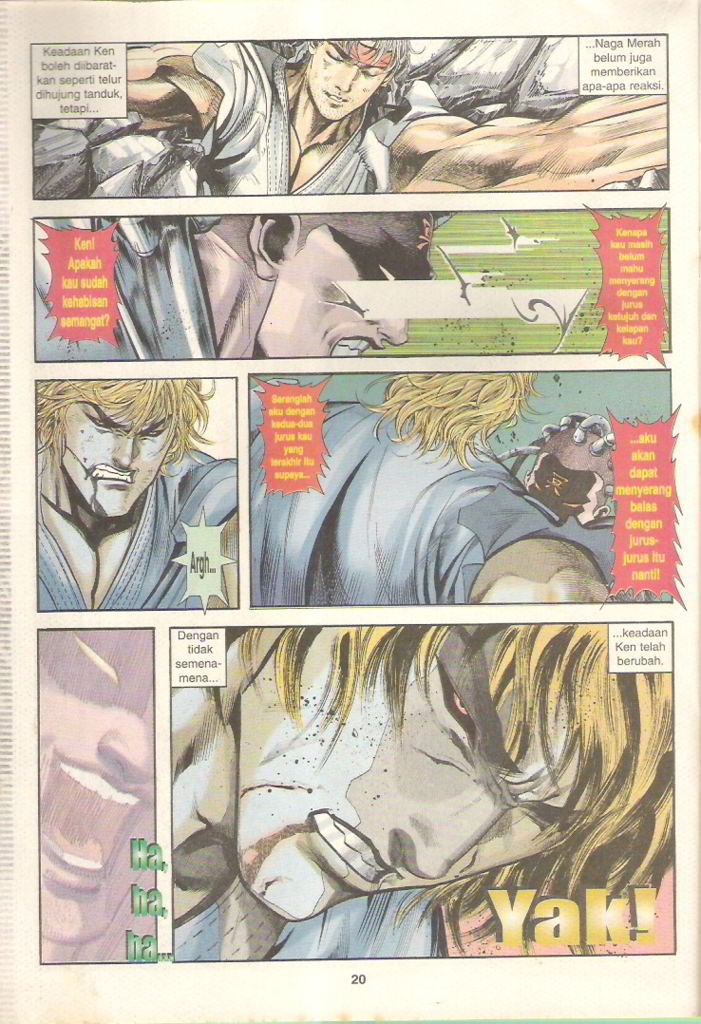 Keadaan Ken
boleh diibarat-
kan seperti telur
dihujung tanduk,
tetapi...
...Naga Merah
belum juga
memberikan
apa-apa reaksi.
Ken!
Apakah
kau sudah
kehabisan
semangat?
Kenapa
kau masih
belum
mahu
menyerang
dengan
jurus
ketujuh dan
kelapan
kau?
Argh...
Seranglah
aku dengan
kedua-dua
jurus kau
yang
terakhir itu
supaya...
...aku
akan
dapat
menyerang
balas
dengan
jurus-
jurus itu
nanti!
Ha,
ha,
ha...
Dengan
tidak
semena-
mena...
...keadaan
Ken telah
berubah.
Yak!
20